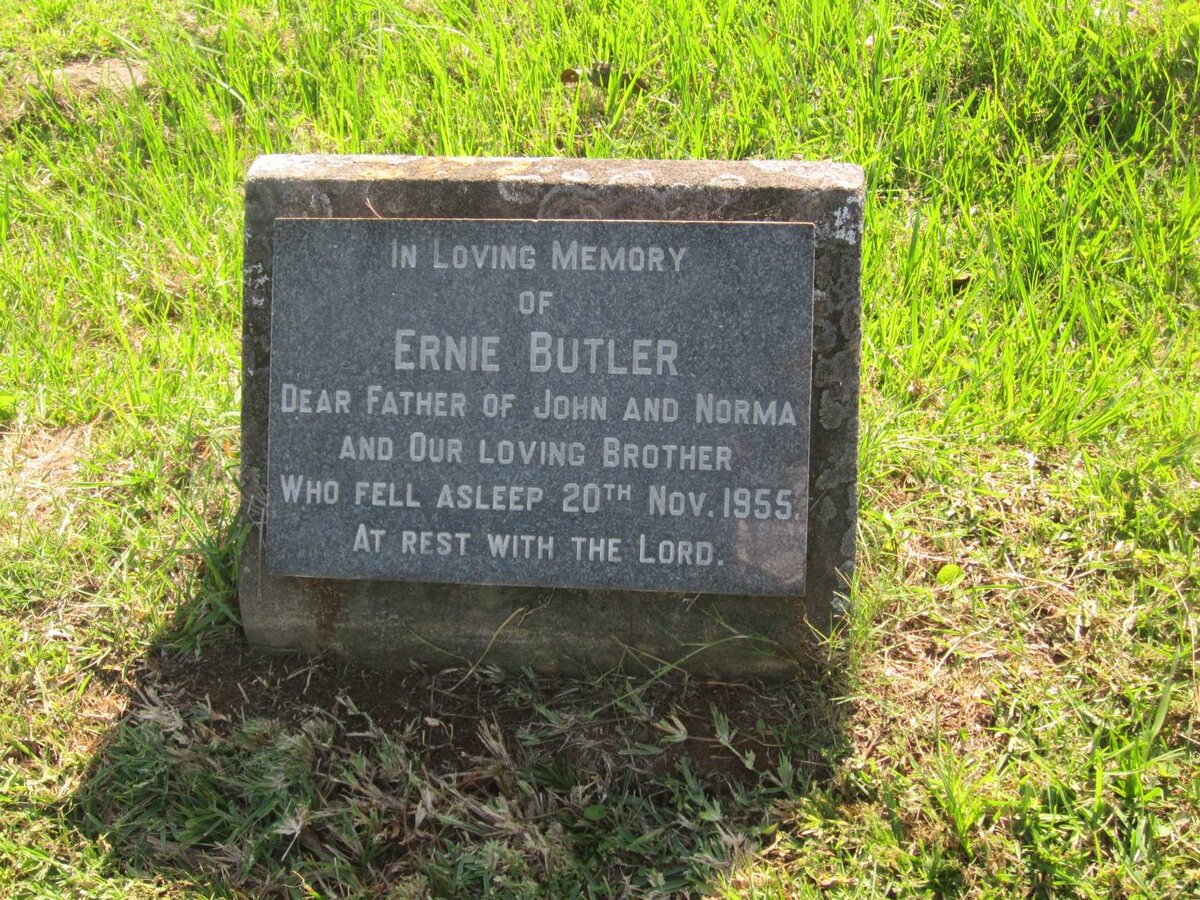 IN LOVING MEMORY
OF
ERNIE BUTLER
DEAR FATHER OF JOHN AND NORMA
AND OUR LOVING BROTHER
WHO FELL ASLEEP 20TH NOV. 1955.
AT REST WITH THE LORD.